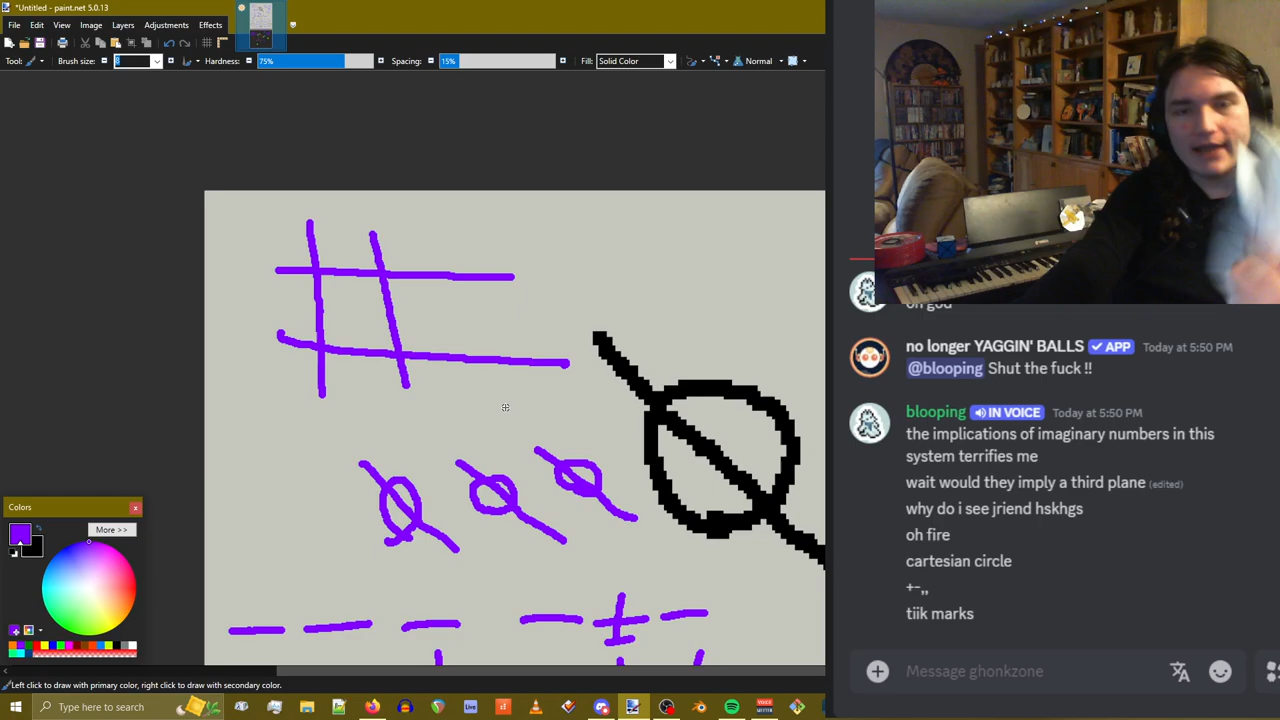 *Untitled - paint.net 5.0.13
File Edit View Image Layers Adjustments Effects
Tool: Brush size: Hardness: 75% Spacing: 15% Fill: Solid Color Normal
oh god
no longer YAGGIN' BALLS ✓ APP Today at 5:50 PM
@blooping Shut the fuck !!
blooping IN VOICE Today at 5:50 PM
the implications of imaginary numbers in this
system terrifies me
wait would they imply a third plane (edited)
why do i see jriend hskhgs
oh fire
cartesian circle
+-,,
tiik marks
Message ghonkzone
Colors
More >>
Left click to draw with primary color, right click to draw with secondary color.
Type here to search